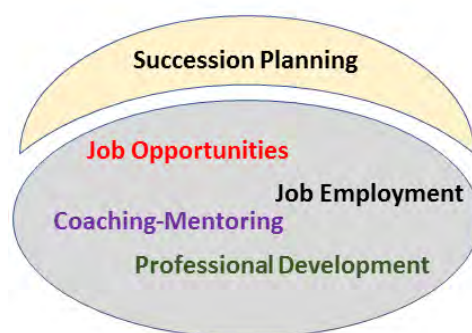 Succession Planning
Job Opportunities
Job Employment
Coaching-Mentoring
Professional Development